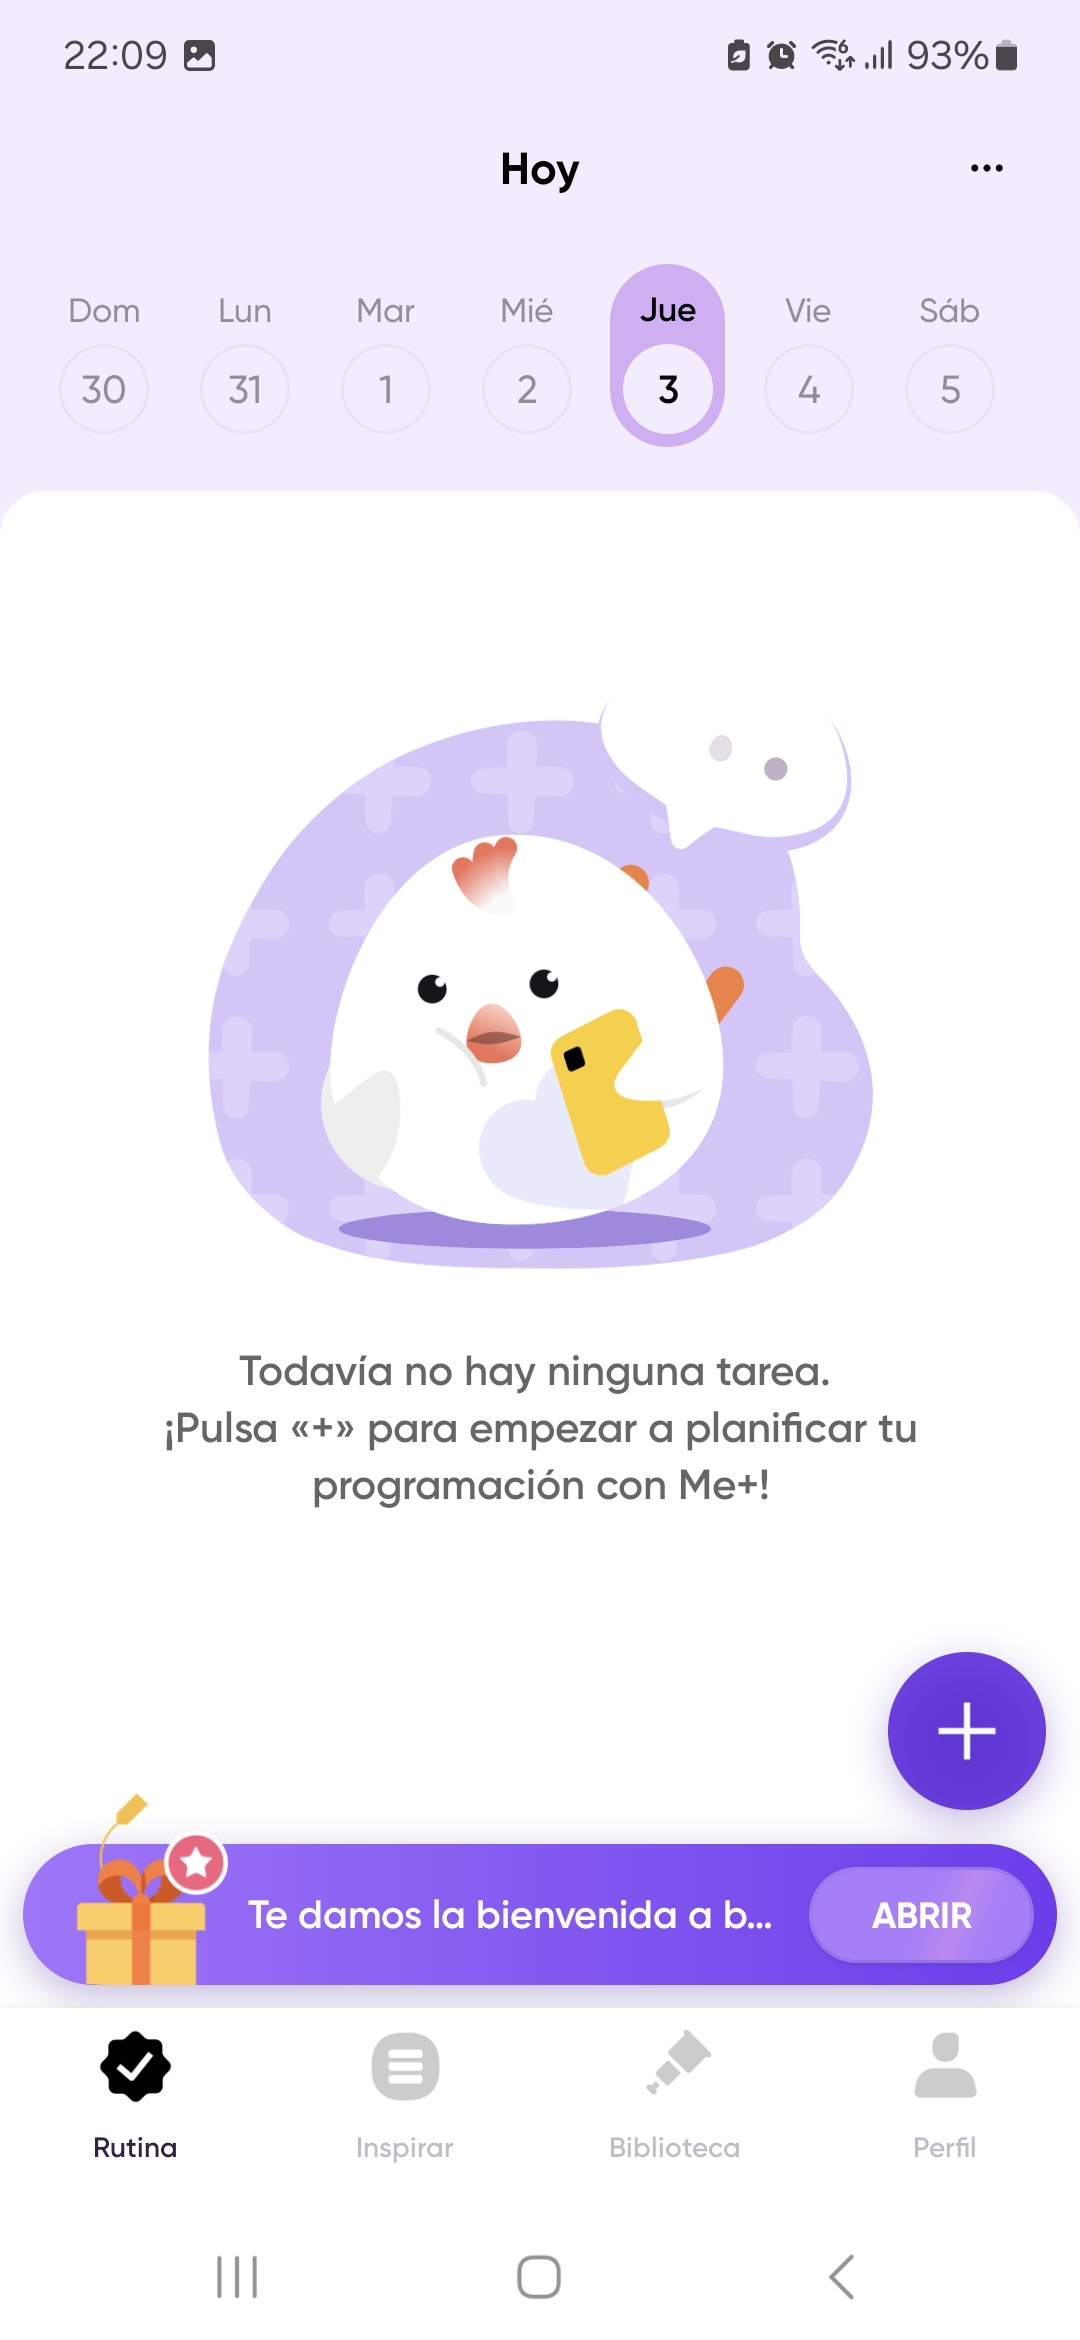 22:09 93%
Hoy
Dom Lun Mar Mié Jue Vie Sáb
30 31 1 2 3 4 5
Todavía no hay ninguna tarea.
¡Pulsa «+» para empezar a planificar tu
programación con Me+!
Te damos la bienvenida a b... ABRIR
Rutina Inspirar Biblioteca Perfil